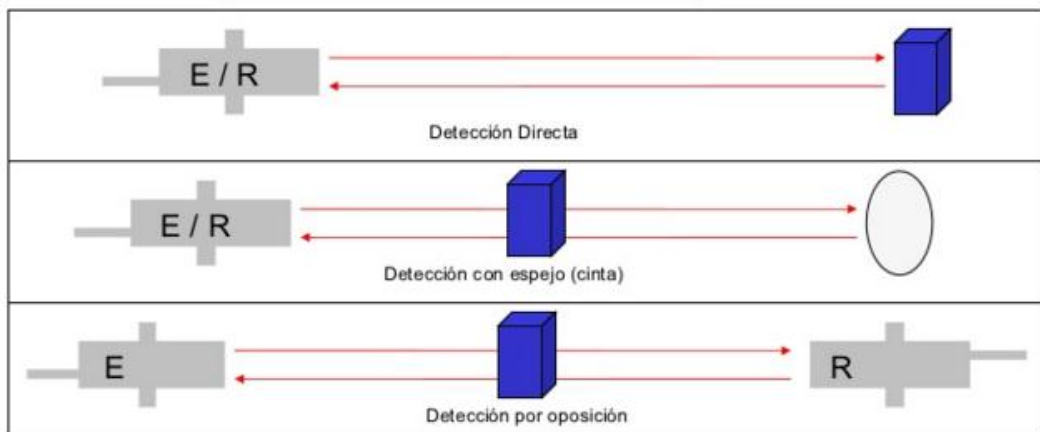 E / R
Detección Directa
E / R
Detección con espejo (cinta)
E
R
Detección por oposición